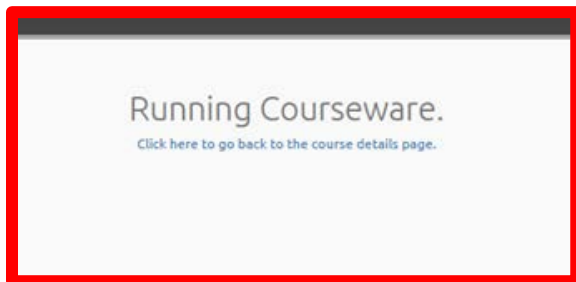 Running Courseware.
Click here to go back to the course details page.